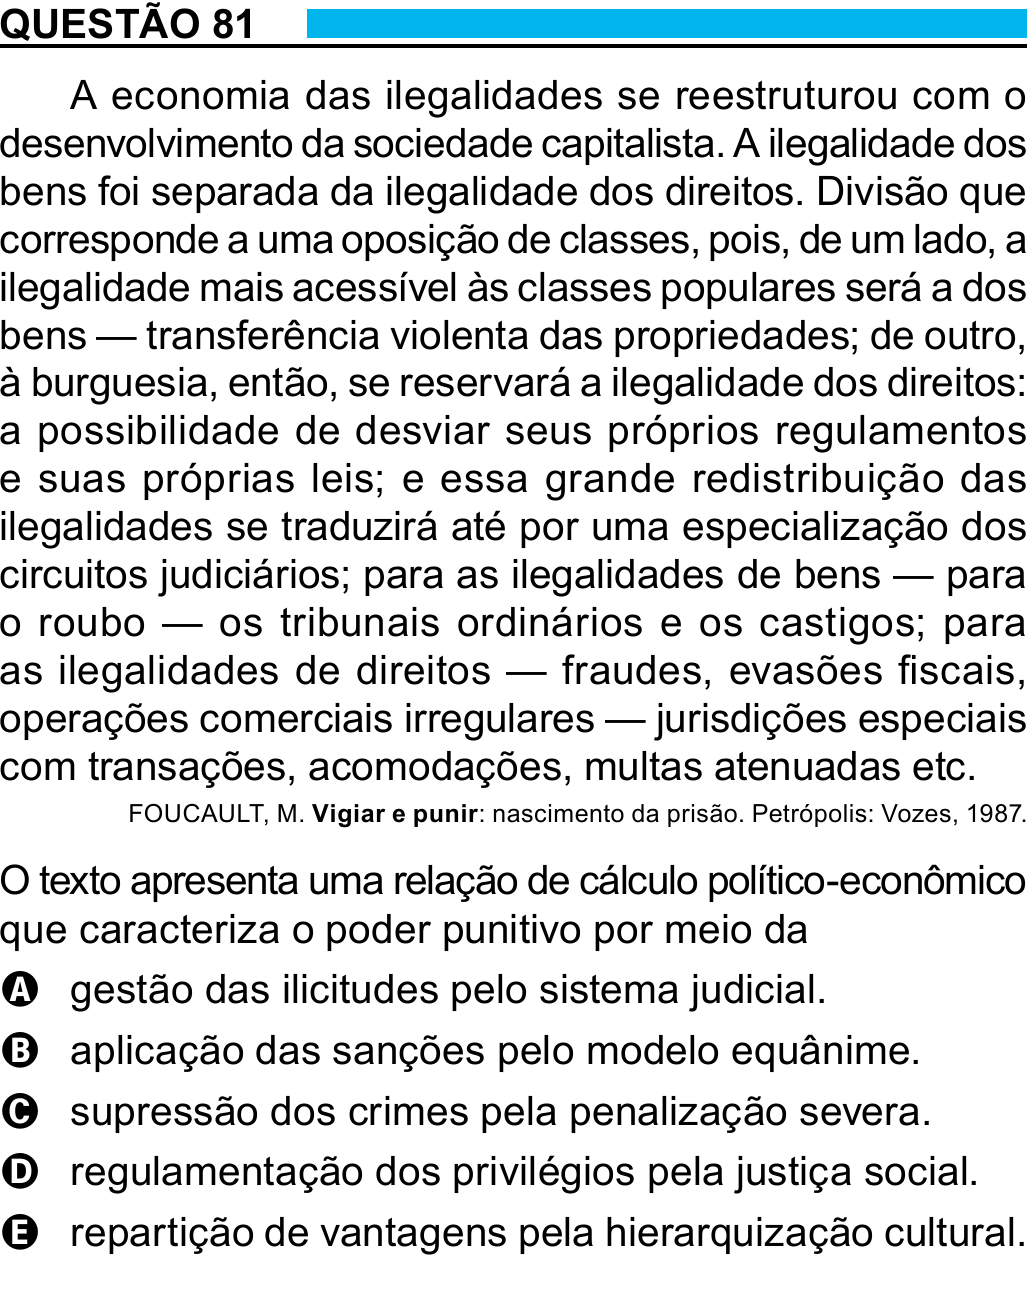 QUESTÃO 81
A economia das ilegalidades se reestruturou com o
desenvolvimento da sociedade capitalista. A ilegalidade dos
bens foi separada da ilegalidade dos direitos. Divisão que
corresponde a uma oposição de classes, pois, de um lado, a
ilegalidade mais acessível às classes populares será a dos
bens — transferência violenta das propriedades; de outro,
à burguesia, então, se reservará a ilegalidade dos direitos:
a possibilidade de desviar seus próprios regulamentos
e suas próprias leis; e essa grande redistribuição das
ilegalidades se traduzirá até por uma especialização dos
circuitos judiciários; para as ilegalidades de bens — para
o roubo — os tribunais ordinários e os castigos; para
as ilegalidades de direitos — fraudes, evasões fiscais,
operações comerciais irregulares — jurisdições especiais
com transações, acomodações, multas atenuadas etc.
FOUCAULT, M. Vigiar e punir: nascimento da prisão. Petrópolis: Vozes, 1987.
O texto apresenta uma relação de cálculo político-econômico
que caracteriza o poder punitivo por meio da
A gestão das ilicitudes pelo sistema judicial.
B aplicação das sanções pelo modelo equânime.
C supressão dos crimes pela penalização severa.
D regulamentação dos privilégios pela justiça social.
E repartição de vantagens pela hierarquização cultural.